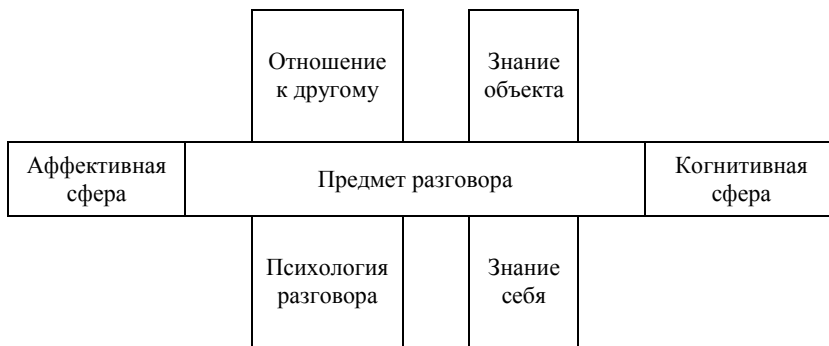 Отношение
к другому
Знание
объекта
Аффективная
сфера
Предмет разговора
Когнитивная
сфера
Психология
разговора
Знание
себя